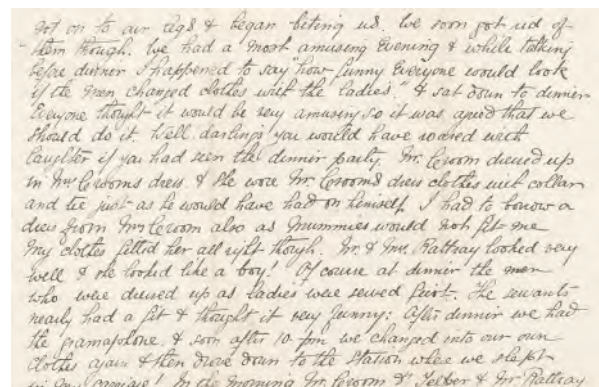 got on to our legs & began biting us. We soon got rid of
them though. We had a most amusing Evening & while talking
before dinner I happened to say "how funny Everyone would look
if the men changed clothes with the ladies." & sat down to dinner
Everyone thought it would be very amusing so it was agreed that we
should do it. Well darlings you would have roared with
laughter if you had seen the dinner party. Mr. Croom dressed up
in Mrs Crooms dress & she wore Mr Crooms dress clothes with collar
and tie just as he would have had on himself. I had to borrow a
dress from Mrs Croom also as Mummies would not fit me
My clothes fitted her all right though. Mr. & Mrs. Rattray looked very
well & she looked like a boy! Of course at dinner the men
who were dressed up as ladies were served first. The servants
nearly had a fit & thought it very funny: After dinner we had
the gramaphone & soon after 10 pm we changed into our own
Clothes again & then drove down to the Station where we slept
in my carriage! In the morning Mr Croom Dr Telber & Mr Rattray